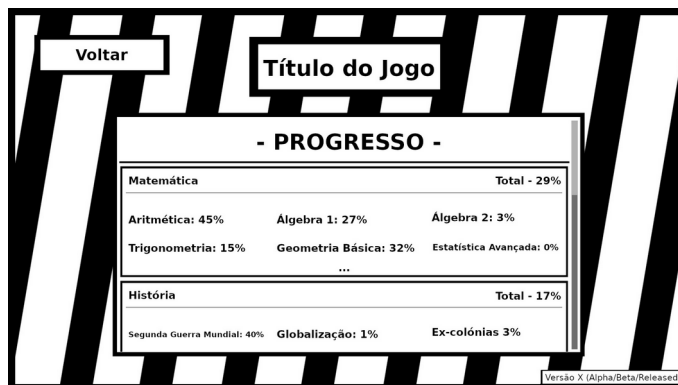 Voltar
Título do Jogo
- PROGRESSO -
Matemática Total - 29%
Aritmética: 45% Álgebra 1: 27% Álgebra 2: 3%
Trigonometria: 15% Geometria Básica: 32% Estatística Avançada: 0%
...
História Total - 17%
Segunda Guerra Mundial: 40% Globalização: 1% Ex-colónias 3%
Versão X (Alpha/Beta/Released